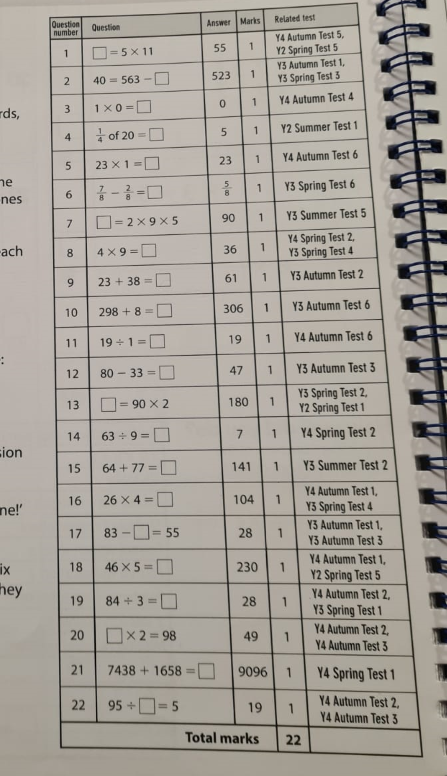 Question number Question Answer Marks Related test
1 □ = 5 × 11 55 1 Y4 Autumn Test 5, Y2 Spring Test 5
2 40 = 563 − □ 523 1 Y3 Autumn Test 1, Y3 Spring Test 3
3 1 × 0 = □ 0 1 Y4 Autumn Test 4
4 1/4 of 20 = □ 5 1 Y2 Summer Test 1
5 23 × 1 = □ 23 1 Y4 Autumn Test 6
6 7/8 − 2/8 = □ 5/8 1 Y3 Spring Test 6
7 □ = 2 × 9 × 5 90 1 Y3 Summer Test 5
8 4 × 9 = □ 36 1 Y4 Spring Test 2, Y3 Spring Test 4
9 23 + 38 = □ 61 1 Y3 Autumn Test 2
10 298 + 8 = □ 306 1 Y3 Autumn Test 6
11 19 ÷ 1 = □ 19 1 Y4 Autumn Test 6
12 80 − 33 = □ 47 1 Y3 Autumn Test 3
13 □ = 90 × 2 180 1 Y3 Spring Test 2, Y2 Spring Test 1
14 63 ÷ 9 = □ 7 1 Y4 Spring Test 2
15 64 + 77 = □ 141 1 Y3 Summer Test 2
16 26 × 4 = □ 104 1 Y4 Autumn Test 1, Y3 Spring Test 4
17 83 − □ = 55 28 1 Y3 Autumn Test 1, Y3 Autumn Test 3
18 46 × 5 = □ 230 1 Y4 Autumn Test 1, Y2 Spring Test 5
19 84 ÷ 3 = □ 28 1 Y4 Autumn Test 2, Y3 Spring Test 1
20 □ × 2 = 98 49 1 Y4 Autumn Test 2, Y4 Autumn Test 3
21 7438 + 1658 = □ 9096 1 Y4 Spring Test 1
22 95 ÷ □ = 5 19 1 Y4 Autumn Test 2, Y4 Autumn Test 3
Total marks 22